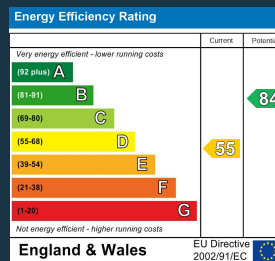 Energy Efficiency Rating
Current
Very energy efficient - lower running costs
(92 plus) A
(81-91) B
84
(69-80) C
(55-68) D
55
(39-54) E
(21-38) F
(1-20) G
Not energy efficient - higher running costs
England & Wales
EU Directive
2002/91/EC